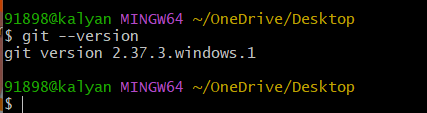 91898@kalyan MINGW64 ~/OneDrive/Desktop
$ git --version
git version 2.37.3.windows.1
91898@kalyan MINGW64 ~/OneDrive/Desktop
$